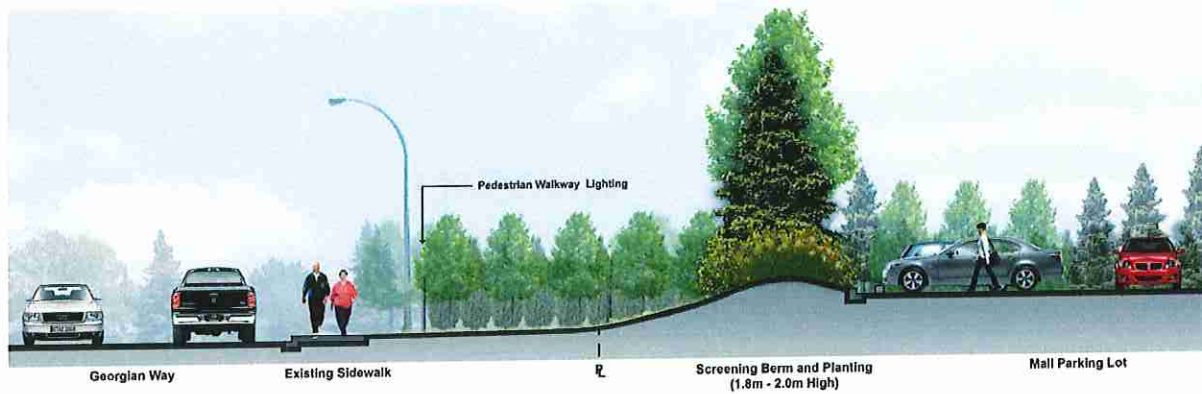 Pedestrian Walkway Lighting
Georgian Way
Existing Sidewalk
PL
Screening Berm and Planting
(1.8m - 2.0m High)
Mall Parking Lot